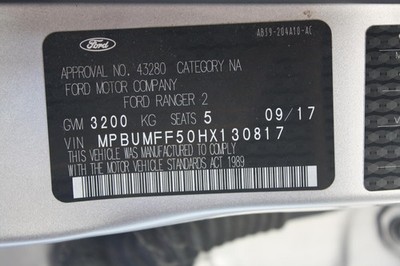 Ford
AB39-204A10-AE
APPROVAL NO. 43280 CATEGORY NA
FORD MOTOR COMPANY
FORD RANGER 2
GVM 3200 KG SEATS 5 09/17
VIN MPBUMFF50HX130817
THIS VEHICLE WAS MANUFACTURED TO COMPLY
WITH THE MOTOR VEHICLE STANDARDS ACT 1989